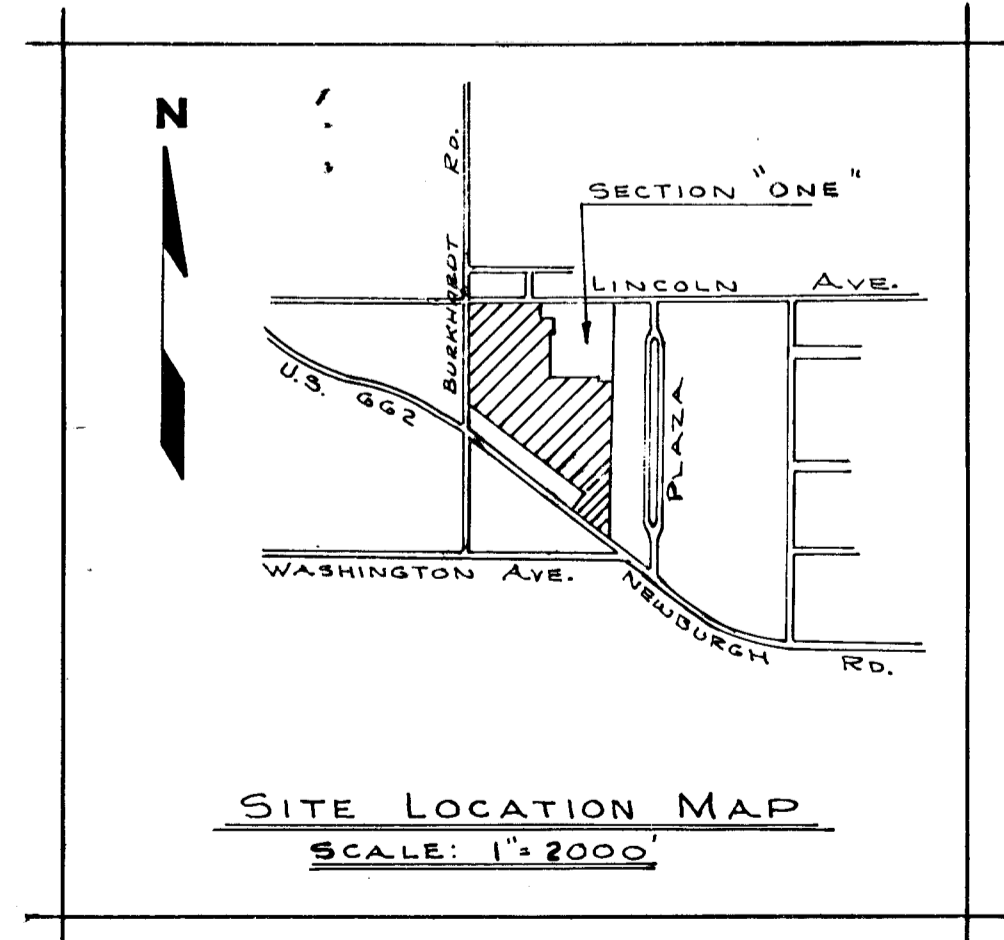 N
BURKHARDT RD.
SECTION "ONE"
LINCOLN AVE.
U.S. 662
PLAZA
WASHINGTON AVE.
NEWBURGH RD.
SITE LOCATION MAP
SCALE: 1"= 2000'